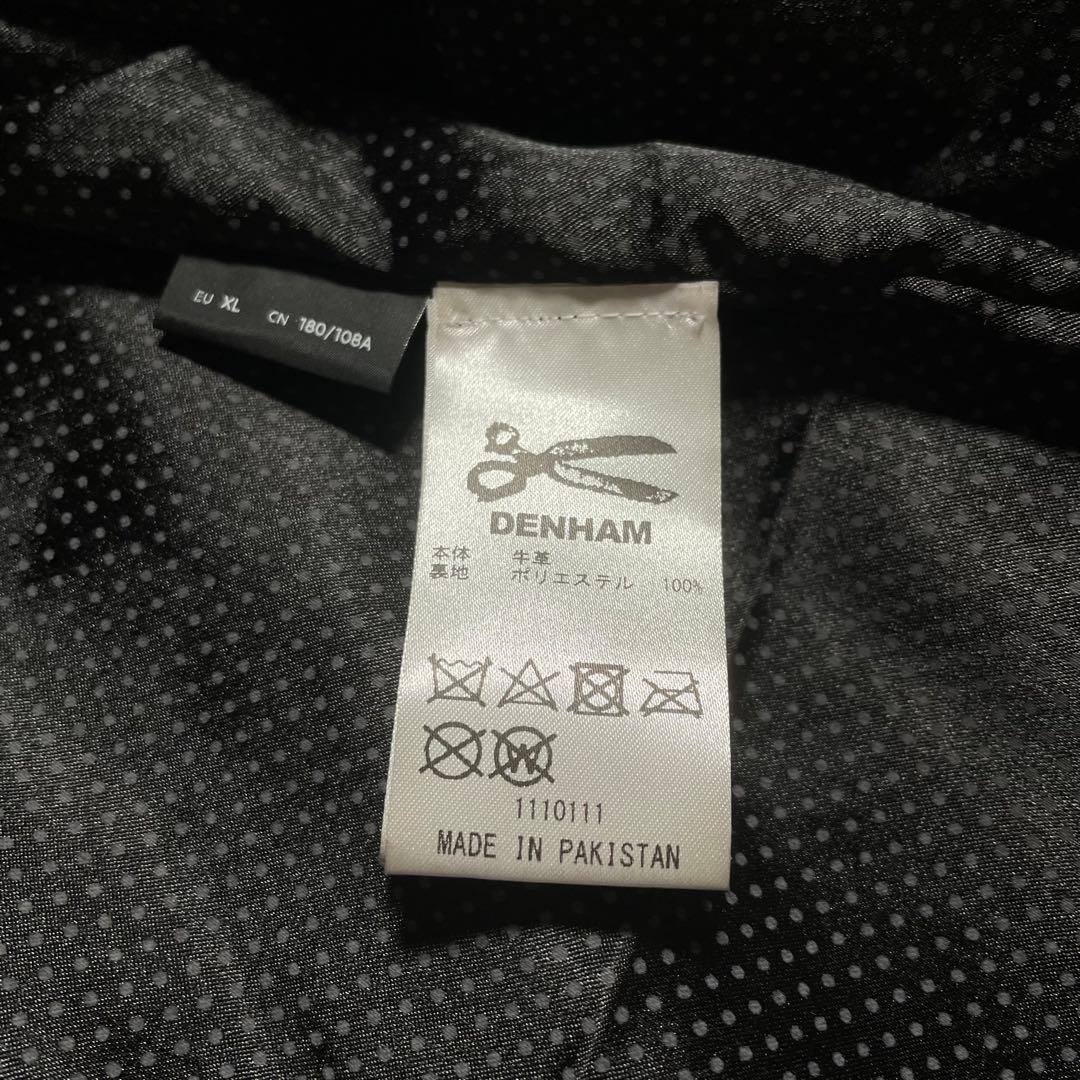 EU XL CN 180/108A
DENHAM
本体 牛革
裏地 ポリエステル 100%
W
1110111
MADE IN PAKISTAN